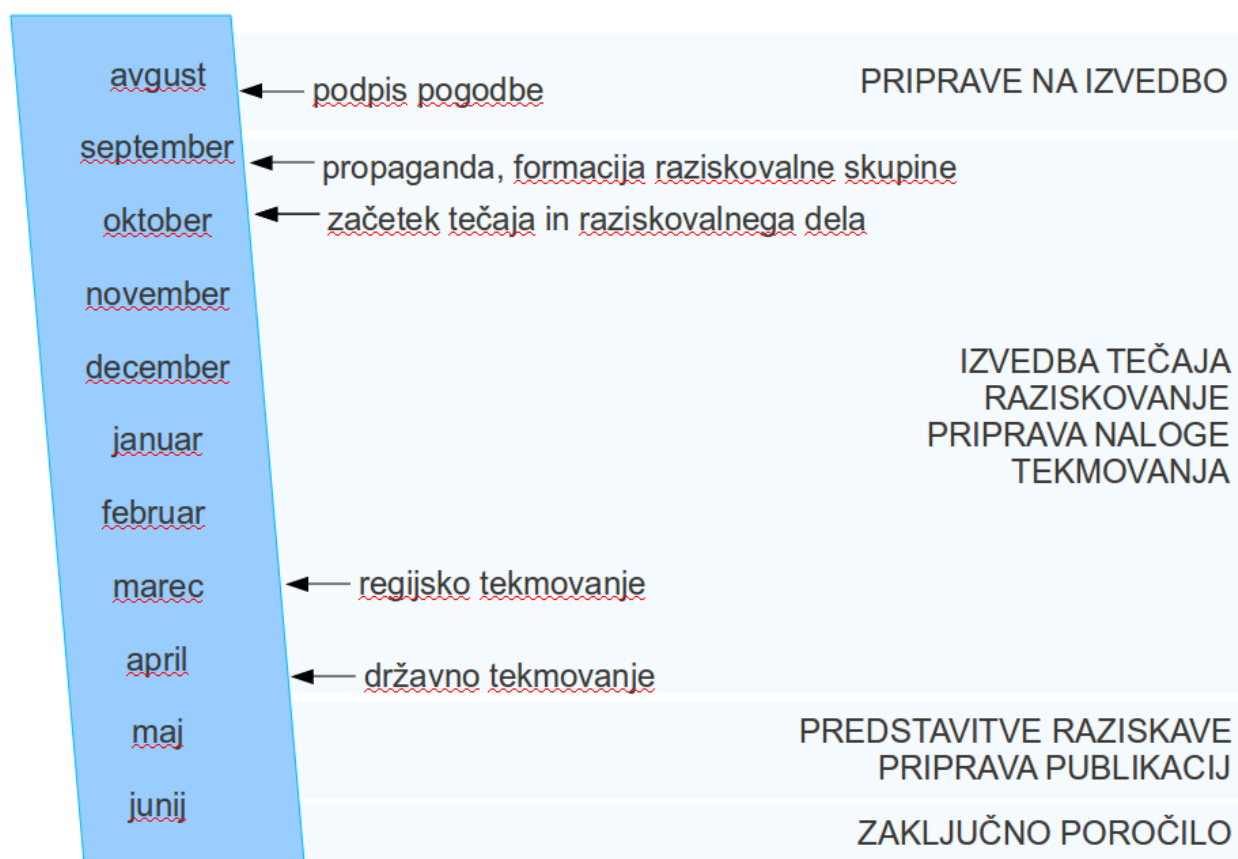 avgust
podpis pogodbe
PRIPRAVE NA IZVEDBO
september
propaganda, formacija raziskovalne skupine
oktober
začetek tečaja in raziskovalnega dela
november
december
IZVEDBA TEČAJA
RAZISKOVANJE
PRIPRAVA NALOGE
TEKMOVANJA
januar
februar
marec
regijsko tekmovanje
april
državno tekmovanje
maj
PREDSTAVITVE RAZISKAVE
PRIPRAVA PUBLIKACIJ
junij
ZAKLJUČNO POROČILO